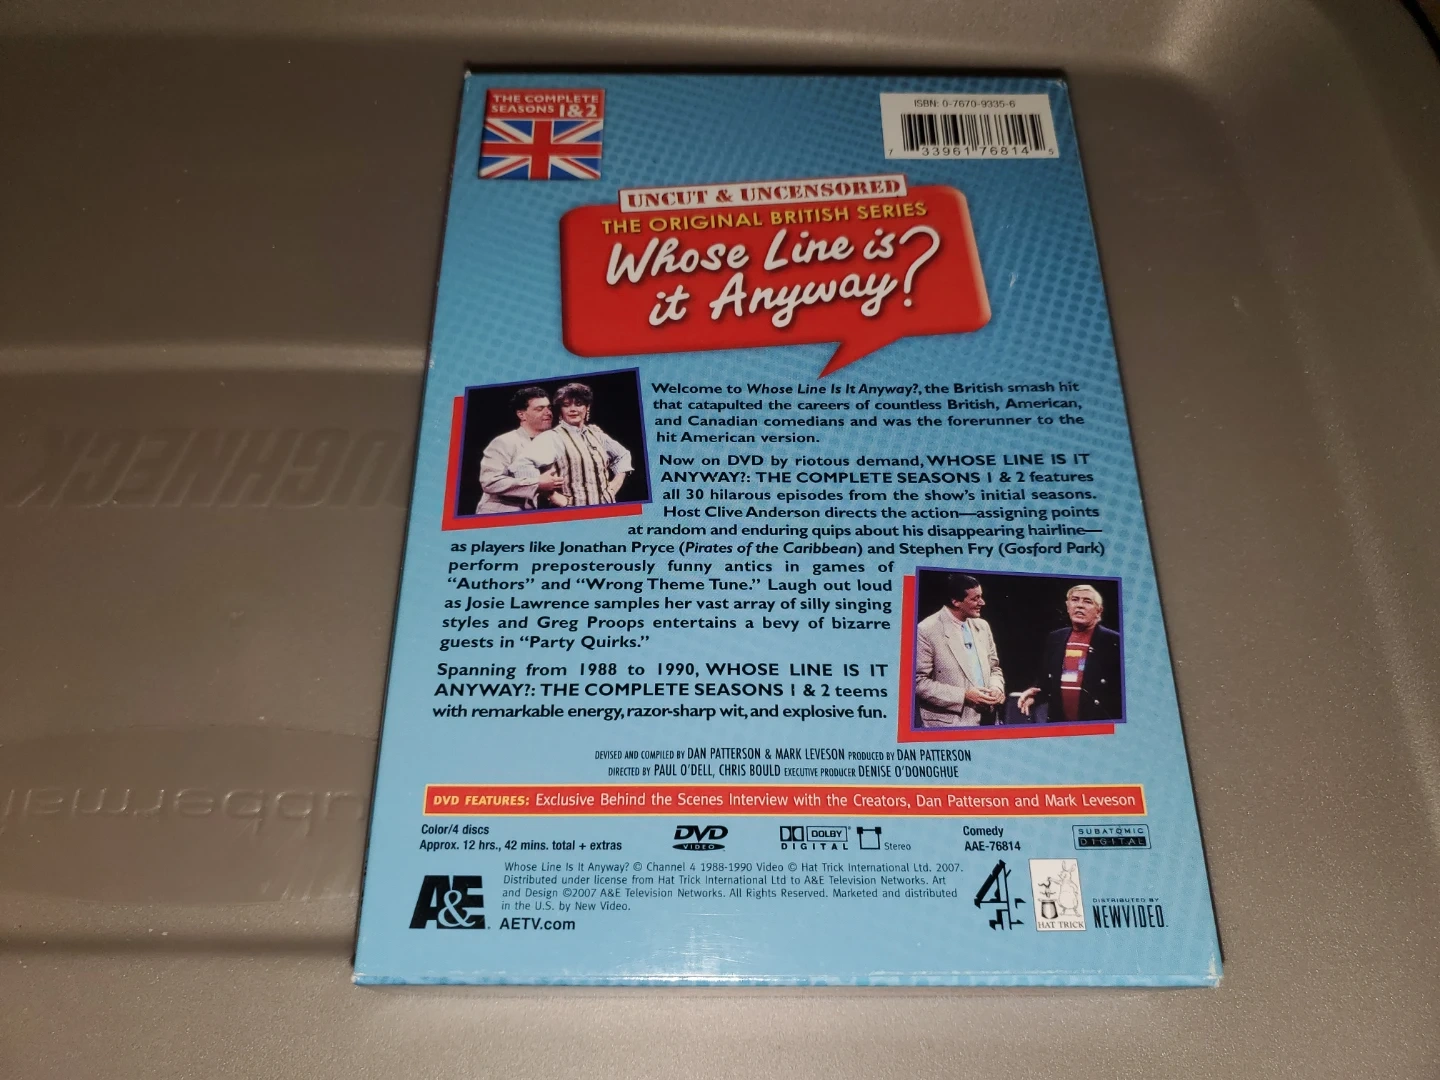 THE COMPLETE
SEASONS 1&2
ISBN: 0-7670-9335-6
7 33961 76814 5
UNCUT & UNCENSORED
THE ORIGINAL BRITISH SERIES
Whose Line is
it Anyway?
Welcome to Whose Line Is It Anyway?, the British smash hit
that catapulted the careers of countless British, American,
and Canadian comedians and was the forerunner to the
hit American version.
Now on DVD by riotous demand, WHOSE LINE IS IT
ANYWAY?: THE COMPLETE SEASONS 1 & 2 features
all 30 hilarous episodes from the show's initial seasons.
Host Clive Anderson directs the action—assigning points
at random and enduring quips about his disappearing hairline—
as players like Jonathan Pryce (Pirates of the Caribbean) and Stephen Fry (Gosford Park)
perform preposterously funny antics in games of
"Authors" and "Wrong Theme Tune." Laugh out loud
as Josie Lawrence samples her vast array of silly singing
styles and Greg Proops entertains a bevy of bizarre
guests in "Party Quirks."
Spanning from 1988 to 1990, WHOSE LINE IS IT
ANYWAY?: THE COMPLETE SEASONS 1 & 2 teems
with remarkable energy, razor-sharp wit, and explosive fun.
DEVISED AND COMPILED BY DAN PATTERSON & MARK LEVESON PRODUCED BY DAN PATTERSON
DIRECTED BY PAUL O'DELL, CHRIS BOULD EXECUTIVE PRODUCER DENISE O'DONOGHUE
DVD FEATURES: Exclusive Behind the Scenes Interview with the Creators, Dan Patterson and Mark Leveson
Color/4 discs
Approx. 12 hrs., 42 mins. total + extras
DVD
VIDEO
DOLBY
DIGITAL
Stereo
Comedy
AAE-76814
SUBATOMIC
DIGITAL
Whose Line Is It Anyway? © Channel 4 1988-1990 Video © Hat Trick International Ltd. 2007.
Distributed under license from Hat Trick International Ltd to A&E Television Networks. Art
and Design ©2007 A&E Television Networks. All Rights Reserved. Marketed and distributed
in the U.S. by New Video.
A&E.
AETV.com
4
HAT TRICK
DISTRIBUTED BY
NEWVIDEO.